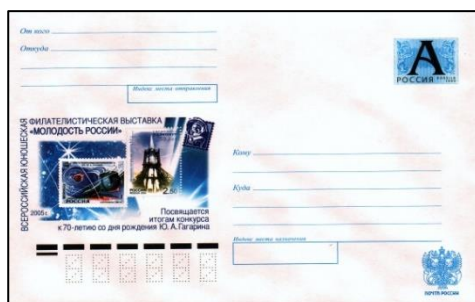 От кого
Откуда
Индекс места отправления
А
РОССИЯ
ВСЕРОССИЙСКАЯ ЮНОШЕСКАЯ
ФИЛАТЕЛИСТИЧЕСКАЯ ВЫСТАВКА
«МОЛОДОСТЬ РОССИИ»
РОССИЯ
2005г.
Посвящается
итогам конкурса
к 70-летию со дня рождения Ю.А.Гагарина
Кому
Куда
Индекс места назначения
ПОЧТА РОССИИ